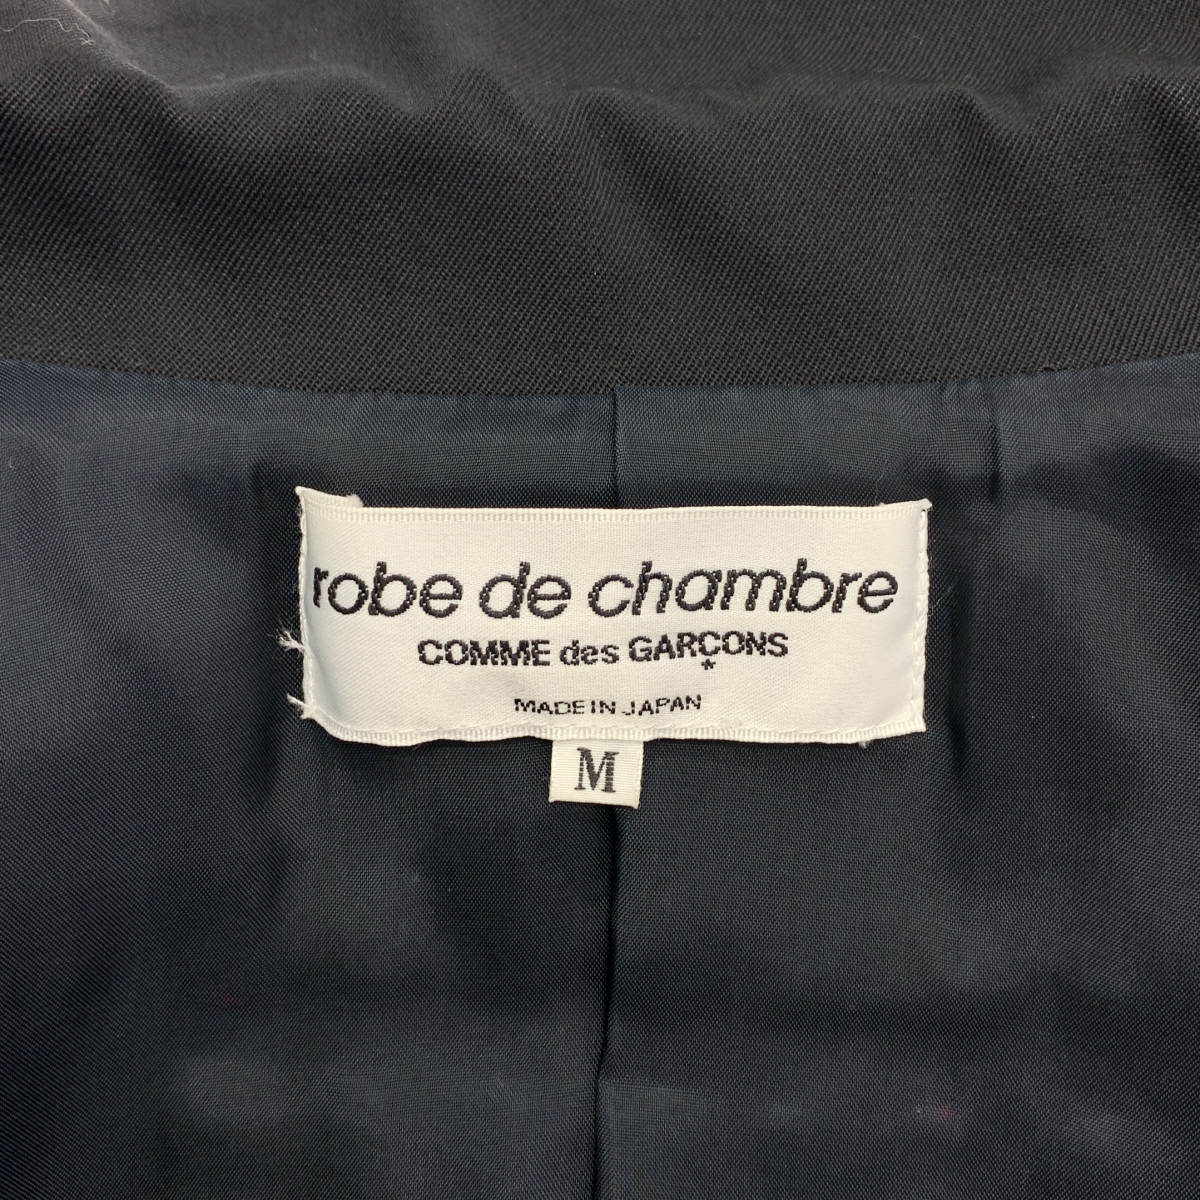 robe de chambre
COMME des GARÇONS
MADE IN JAPAN
M